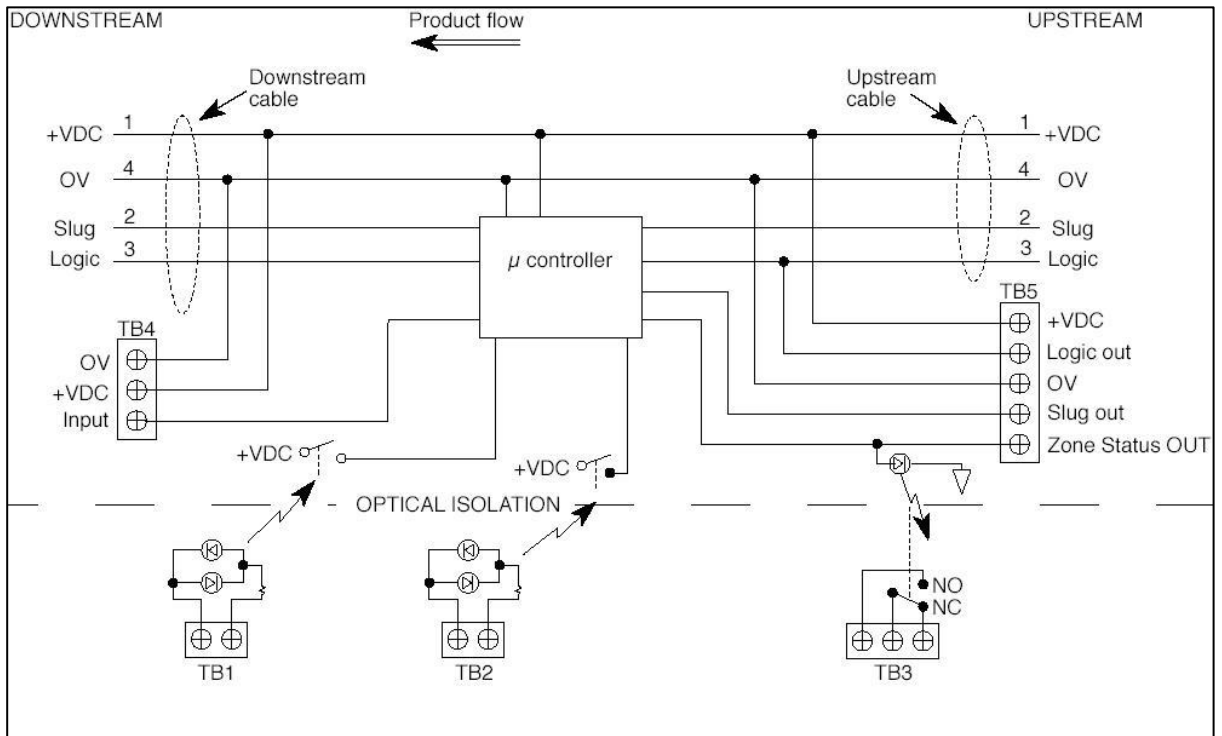 DOWNSTREAM
Product flow
UPSTREAM
Downstream
cable
Upstream
cable
+VDC 1
1 +VDC
OV 4
4 OV
Slug 2
2 Slug
Logic 3
3 Logic
µ controller
TB4
OV
+VDC
Input
TB5
+VDC
Logic out
OV
Slug out
Zone Status OUT
+VDC
+VDC
OPTICAL ISOLATION
NO
NC
TB1
TB2
TB3